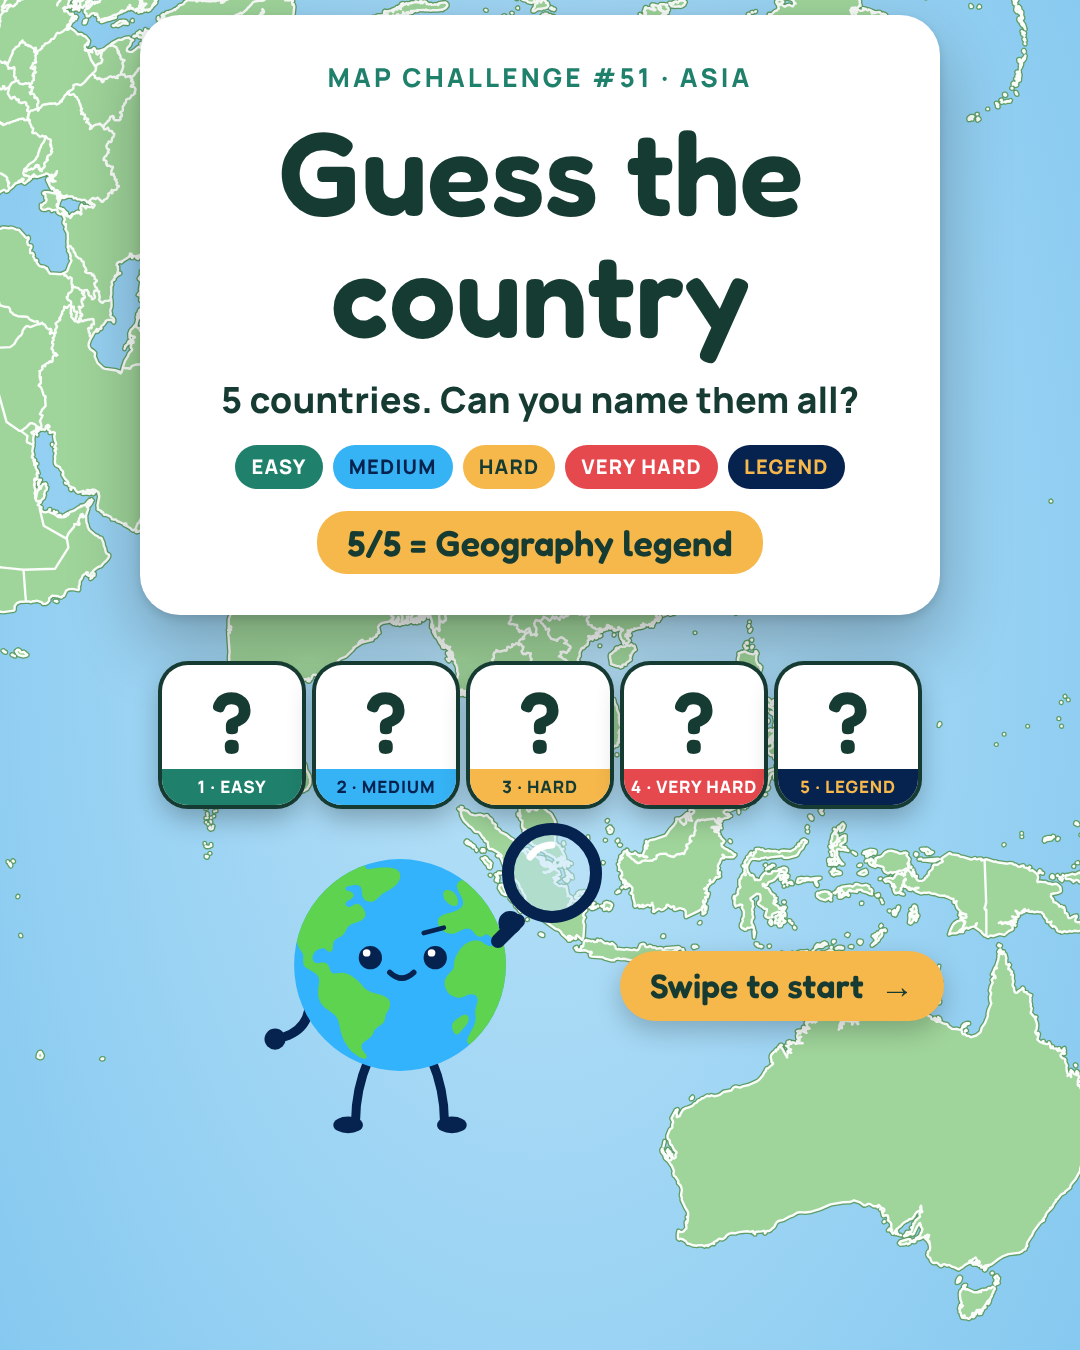 MAP CHALLENGE #51 · ASIA
Guess the
country
5 countries. Can you name them all?
EASY MEDIUM HARD VERY HARD LEGEND
5/5 = Geography legend
? ? ? ? ?
1 · EASY 2 · MEDIUM 3 · HARD 4 · VERY HARD 5 · LEGEND
Swipe to start →